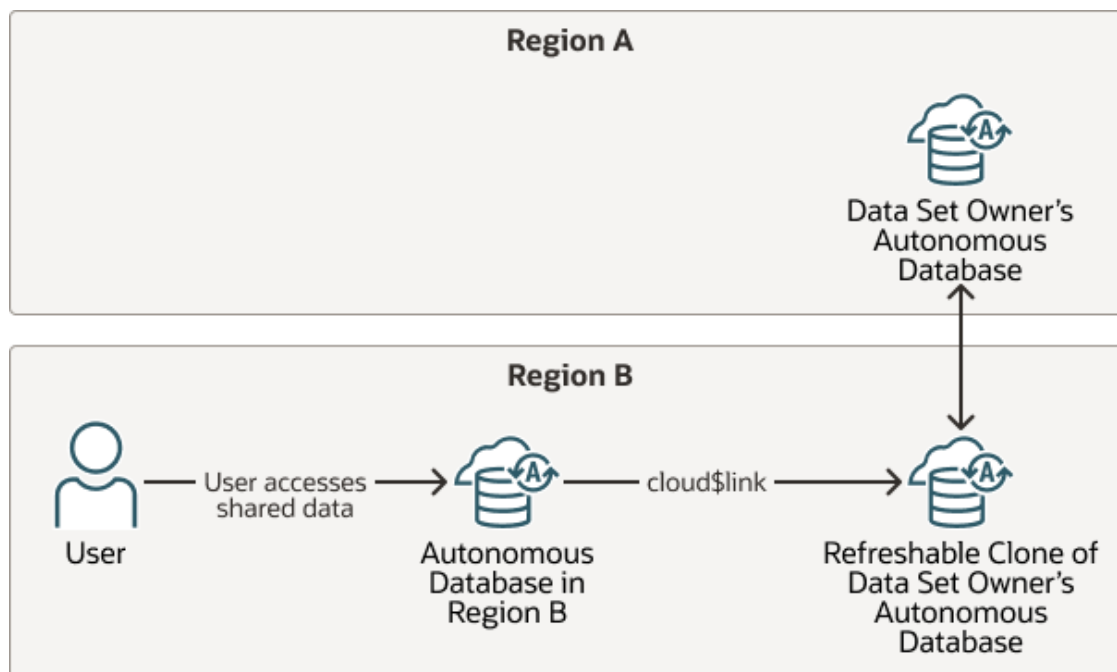 Region A
A
Data Set Owner's
Autonomous
Database
Region B
User accesses
shared data
A
cloud$link
A
User
Autonomous
Database in
Region B
Refreshable Clone of
Data Set Owner's
Autonomous
Database